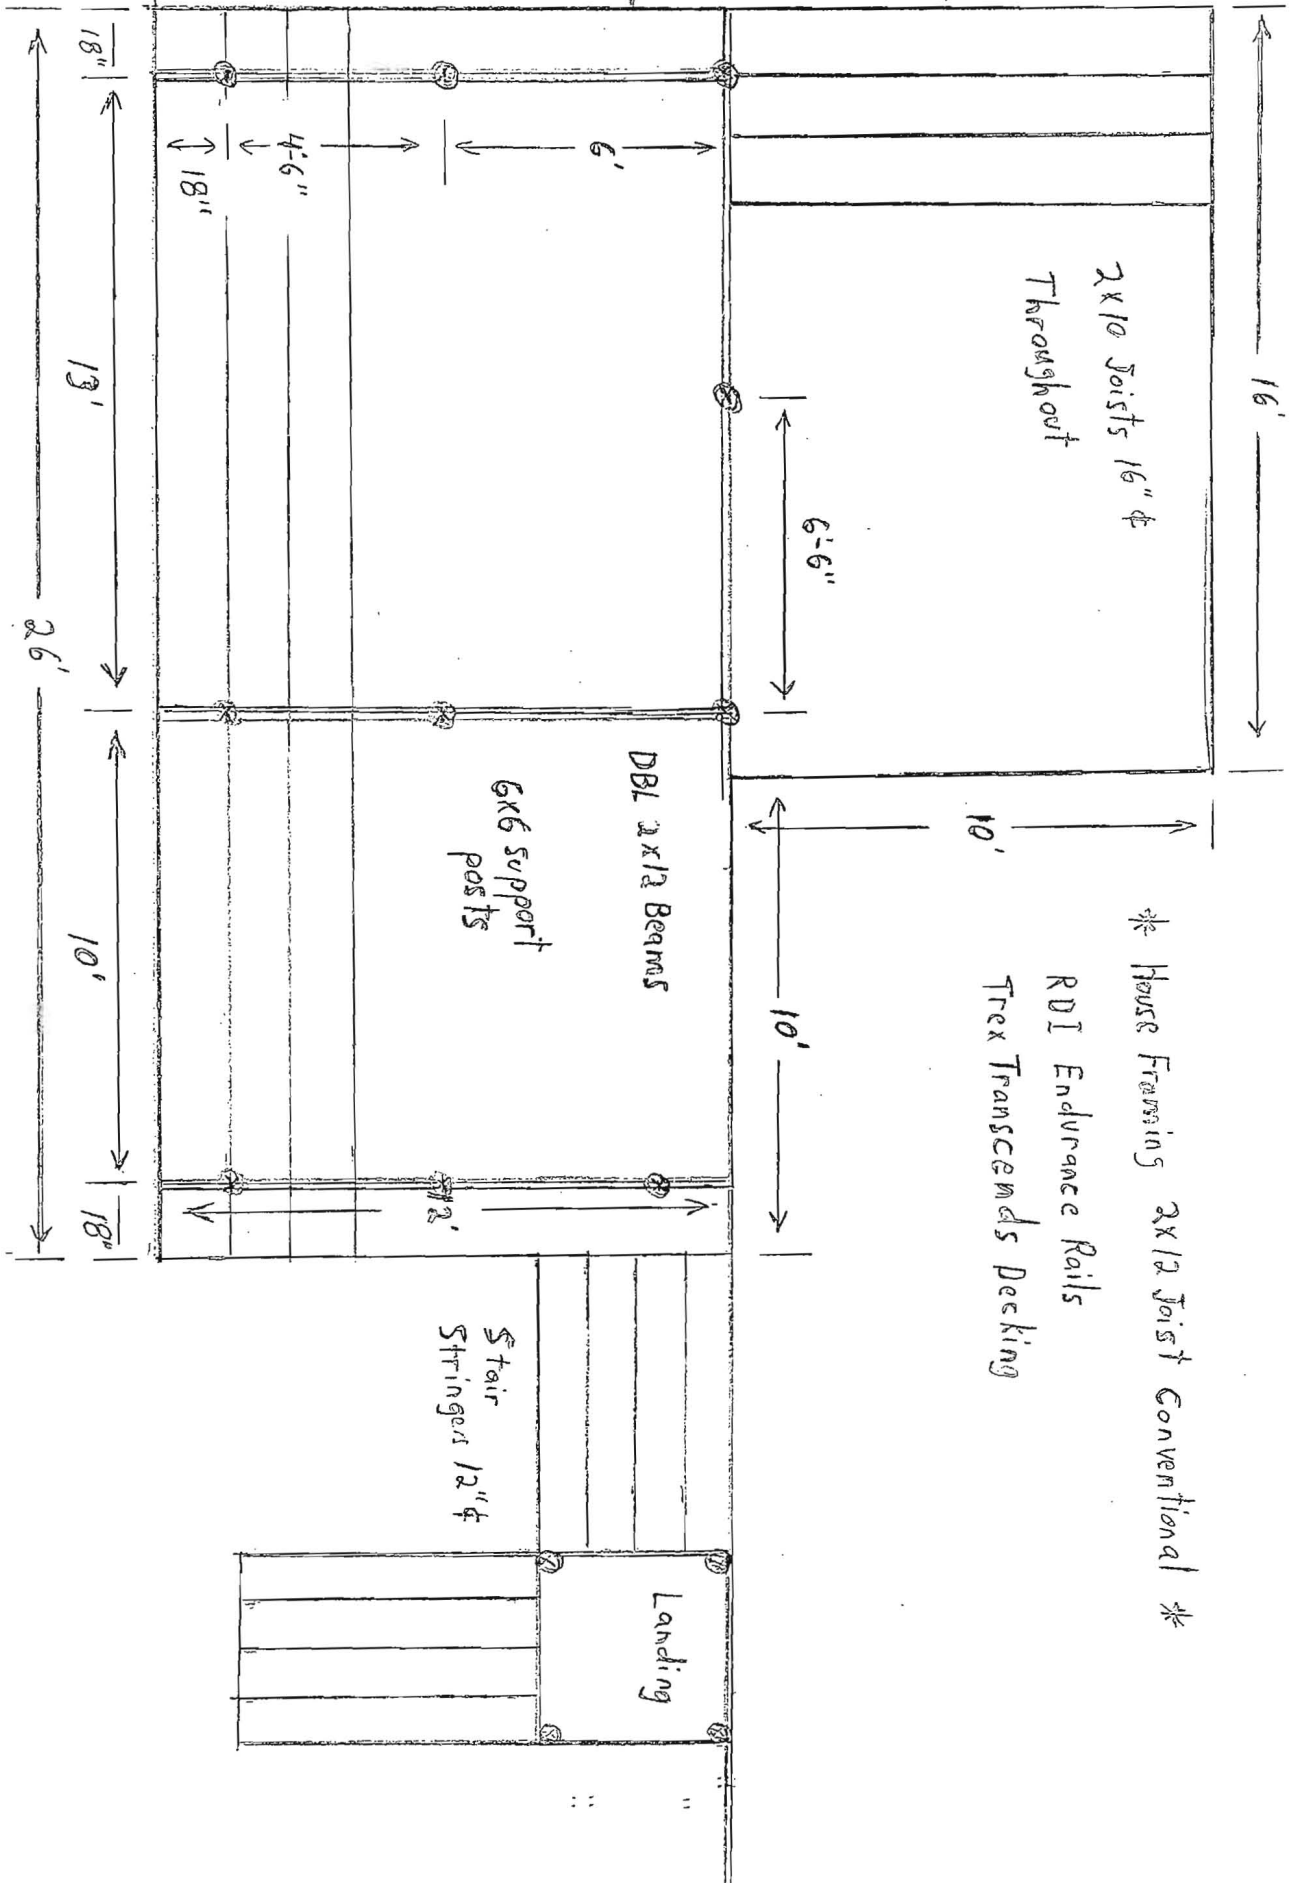 * House Framing 2x12 Joist Conventional *
RDI Endurance Rails
Trex Transcends Decking
16'
2x10 Joists 16" ¢
Throughout
10'
10'
6'-6"
6'
4'-6"
18"
DBL 2x12 Beams
6x6 support
posts
12'
Landing
Stair
Stringers 12" ¢
18"
13'
10'
18"
26'